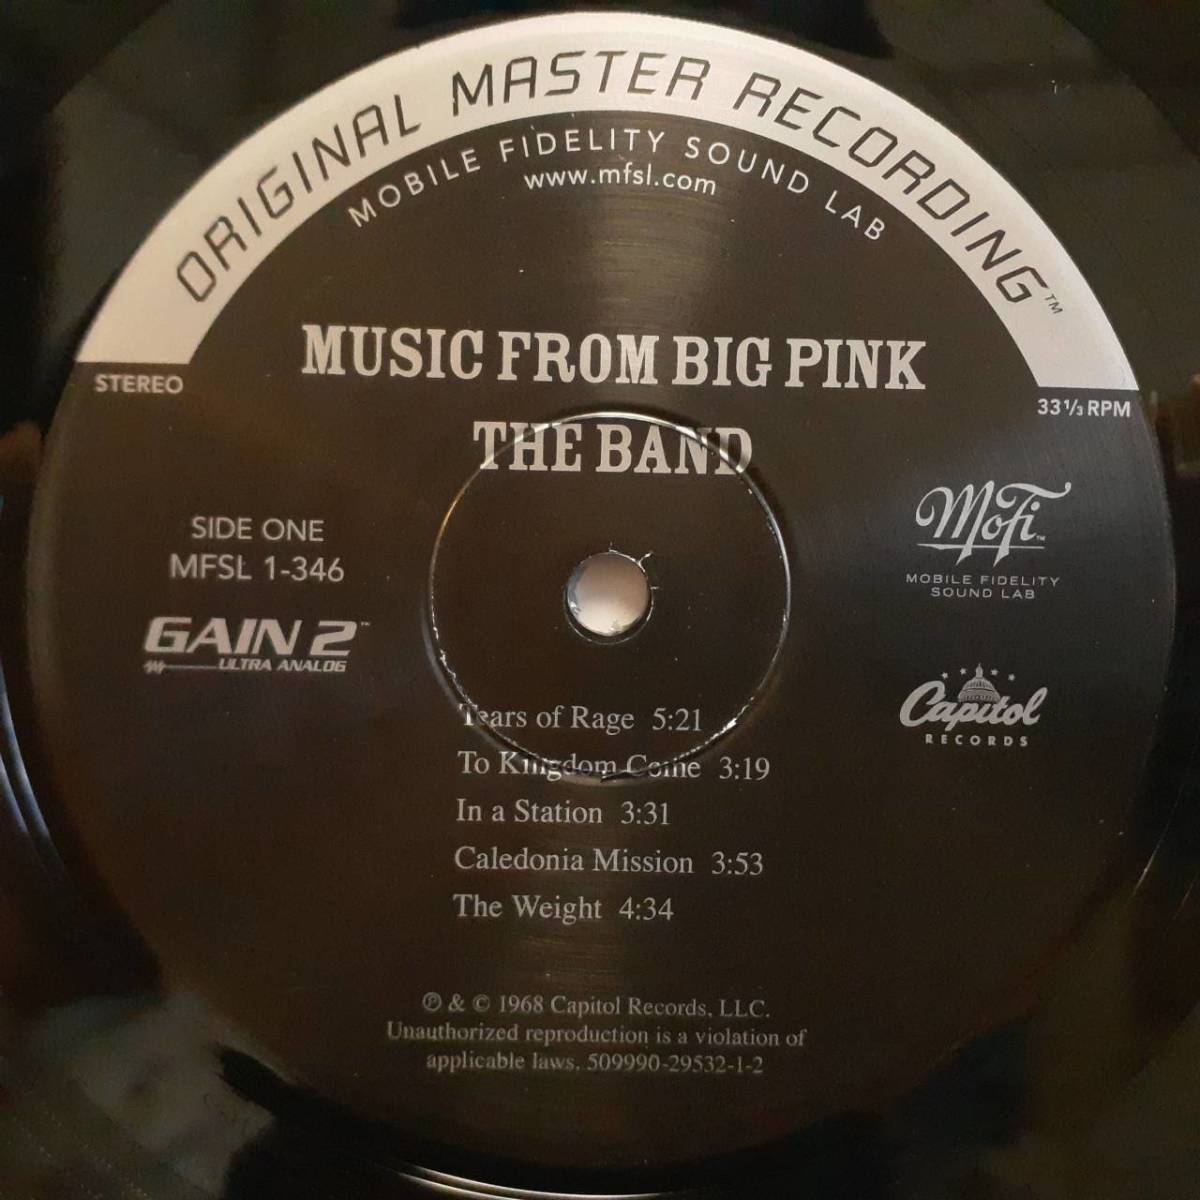 ORIGINAL MASTER RECORDING™
MOBILE FIDELITY SOUND LAB
www.mfsl.com
MUSIC FROM BIG PINK
THE BAND
STEREO
33 1/3 RPM
SIDE ONE
MFSL 1-346
GAIN 2™
ULTRA ANALOG
MoFi™
MOBILE FIDELITY
SOUND LAB
Capitol
RECORDS
Tears of Rage 5:21
To Kingdom Come 3:19
In a Station 3:31
Caledonia Mission 3:53
The Weight 4:34
℗ & © 1968 Capitol Records, LLC.
Unauthorized reproduction is a violation of
applicable laws. 509990-29532-1-2